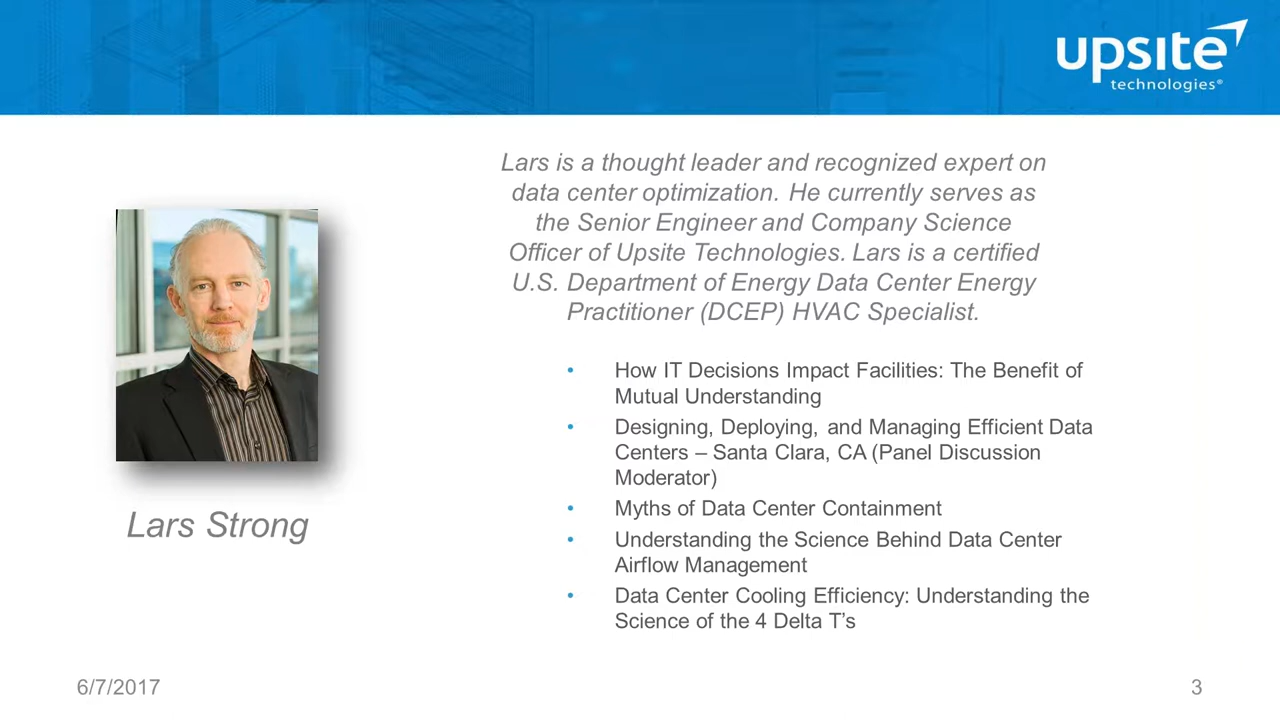 upsite
technologies®
Lars is a thought leader and recognized expert on
data center optimization. He currently serves as
the Senior Engineer and Company Science
Officer of Upsite Technologies. Lars is a certified
U.S. Department of Energy Data Center Energy
Practitioner (DCEP) HVAC Specialist.
• How IT Decisions Impact Facilities: The Benefit of
Mutual Understanding
• Designing, Deploying, and Managing Efficient Data
Centers – Santa Clara, CA (Panel Discussion
Moderator)
• Myths of Data Center Containment
• Understanding the Science Behind Data Center
Airflow Management
• Data Center Cooling Efficiency: Understanding the
Science of the 4 Delta T’s
Lars Strong
6/7/2017
3